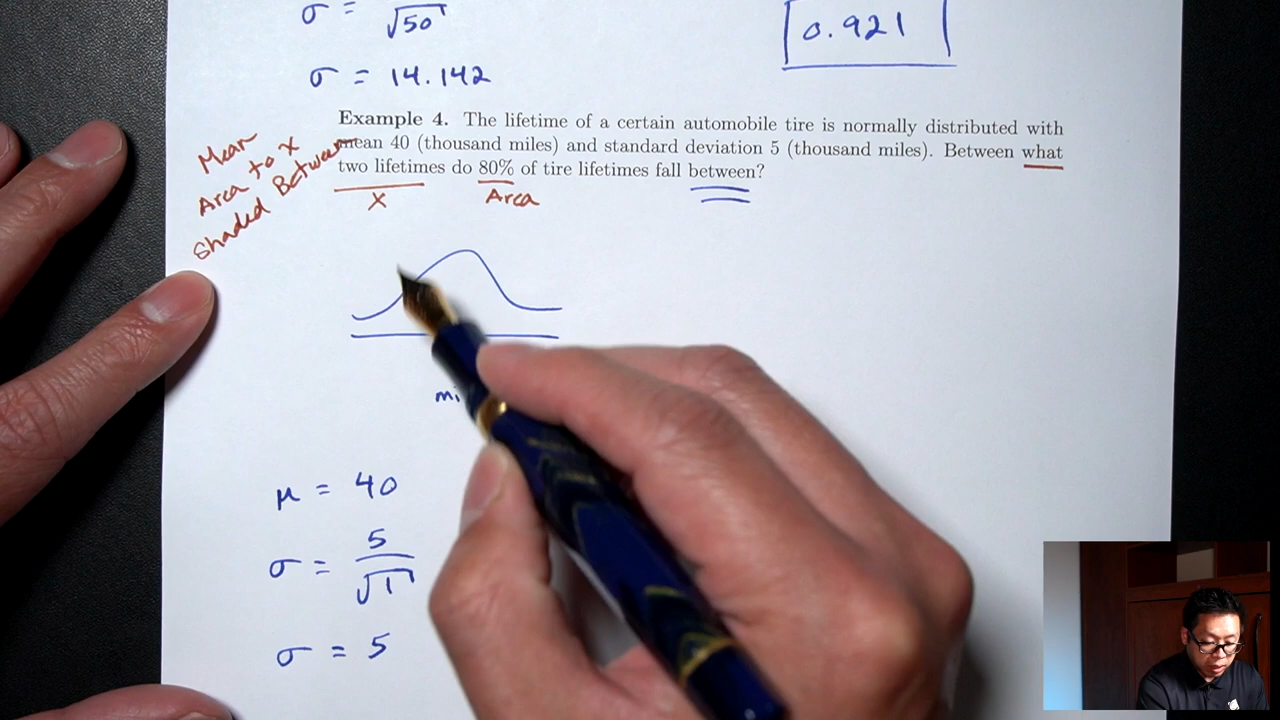 σ = 
√50
σ = 14.142
0.921
Example 4. The lifetime of a certain automobile tire is normally distributed with
mean 40 (thousand miles) and standard deviation 5 (thousand miles). Between what
two lifetimes do 80% of tire lifetimes fall between?
Mean
Area to X
Shaded Between
X
Area
μ = 40
σ = 5
√1
σ = 5